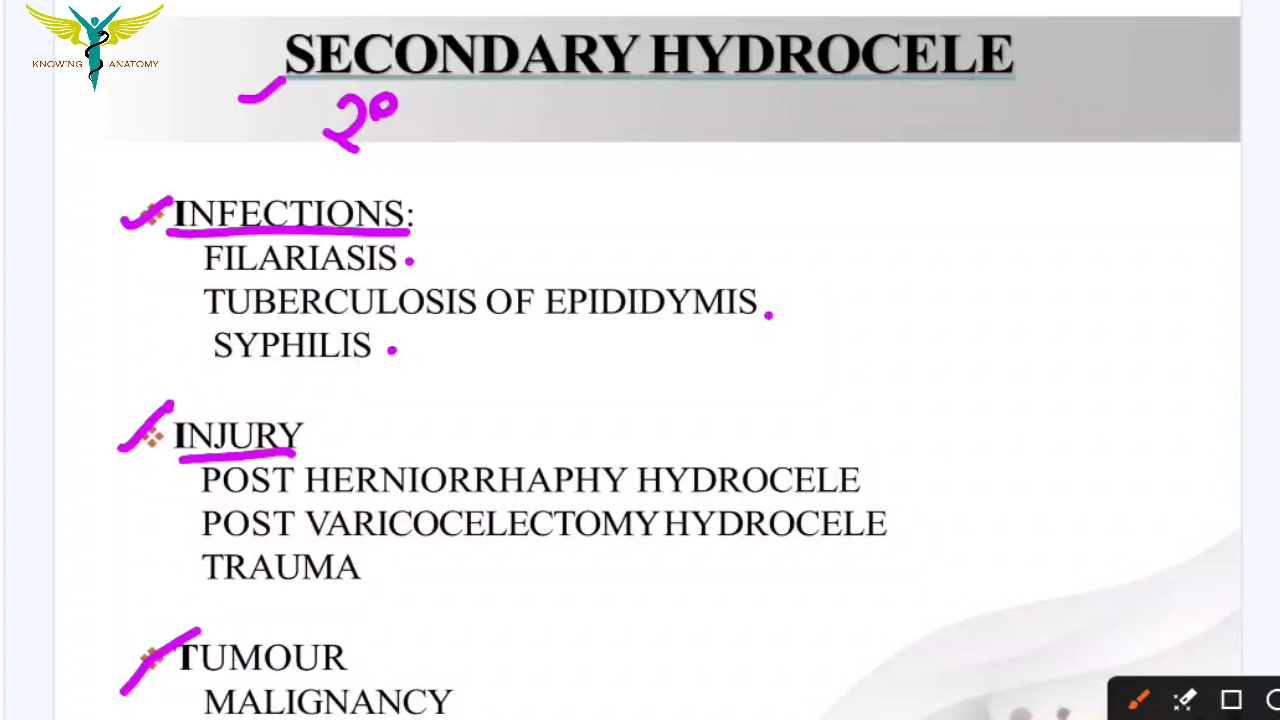 KNOWING ANATOMY
SECONDARY HYDROCELE
2°
INFECTIONS:
FILARIASIS
TUBERCULOSIS OF EPIDIDYMIS
SYPHILIS
INJURY
POST HERNIORRHAPHY HYDROCELE
POST VARICOCELECTOMY HYDROCELE
TRAUMA
TUMOUR
MALIGNANCY